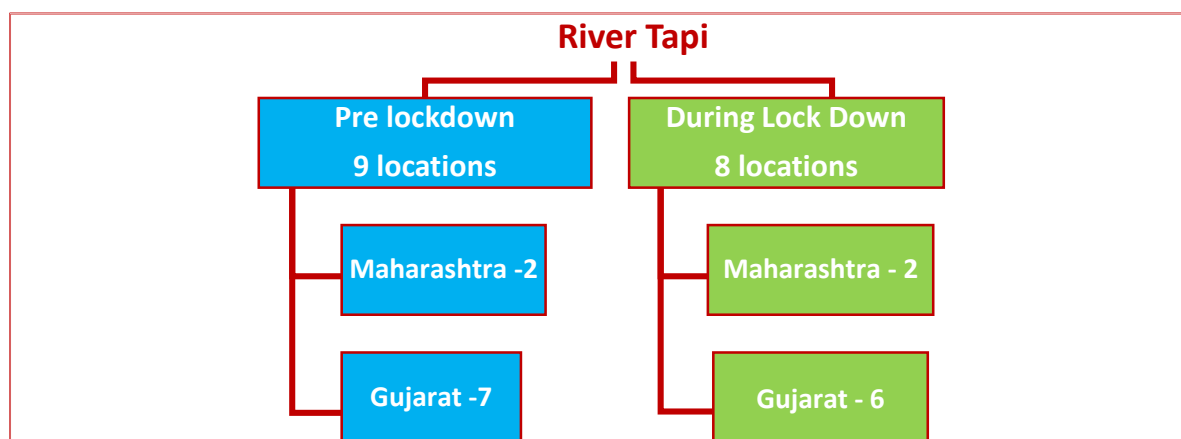 River Tapi
Pre lockdown
9 locations
Maharashtra -2
Gujarat -7
During Lock Down
8 locations
Maharashtra - 2
Gujarat - 6